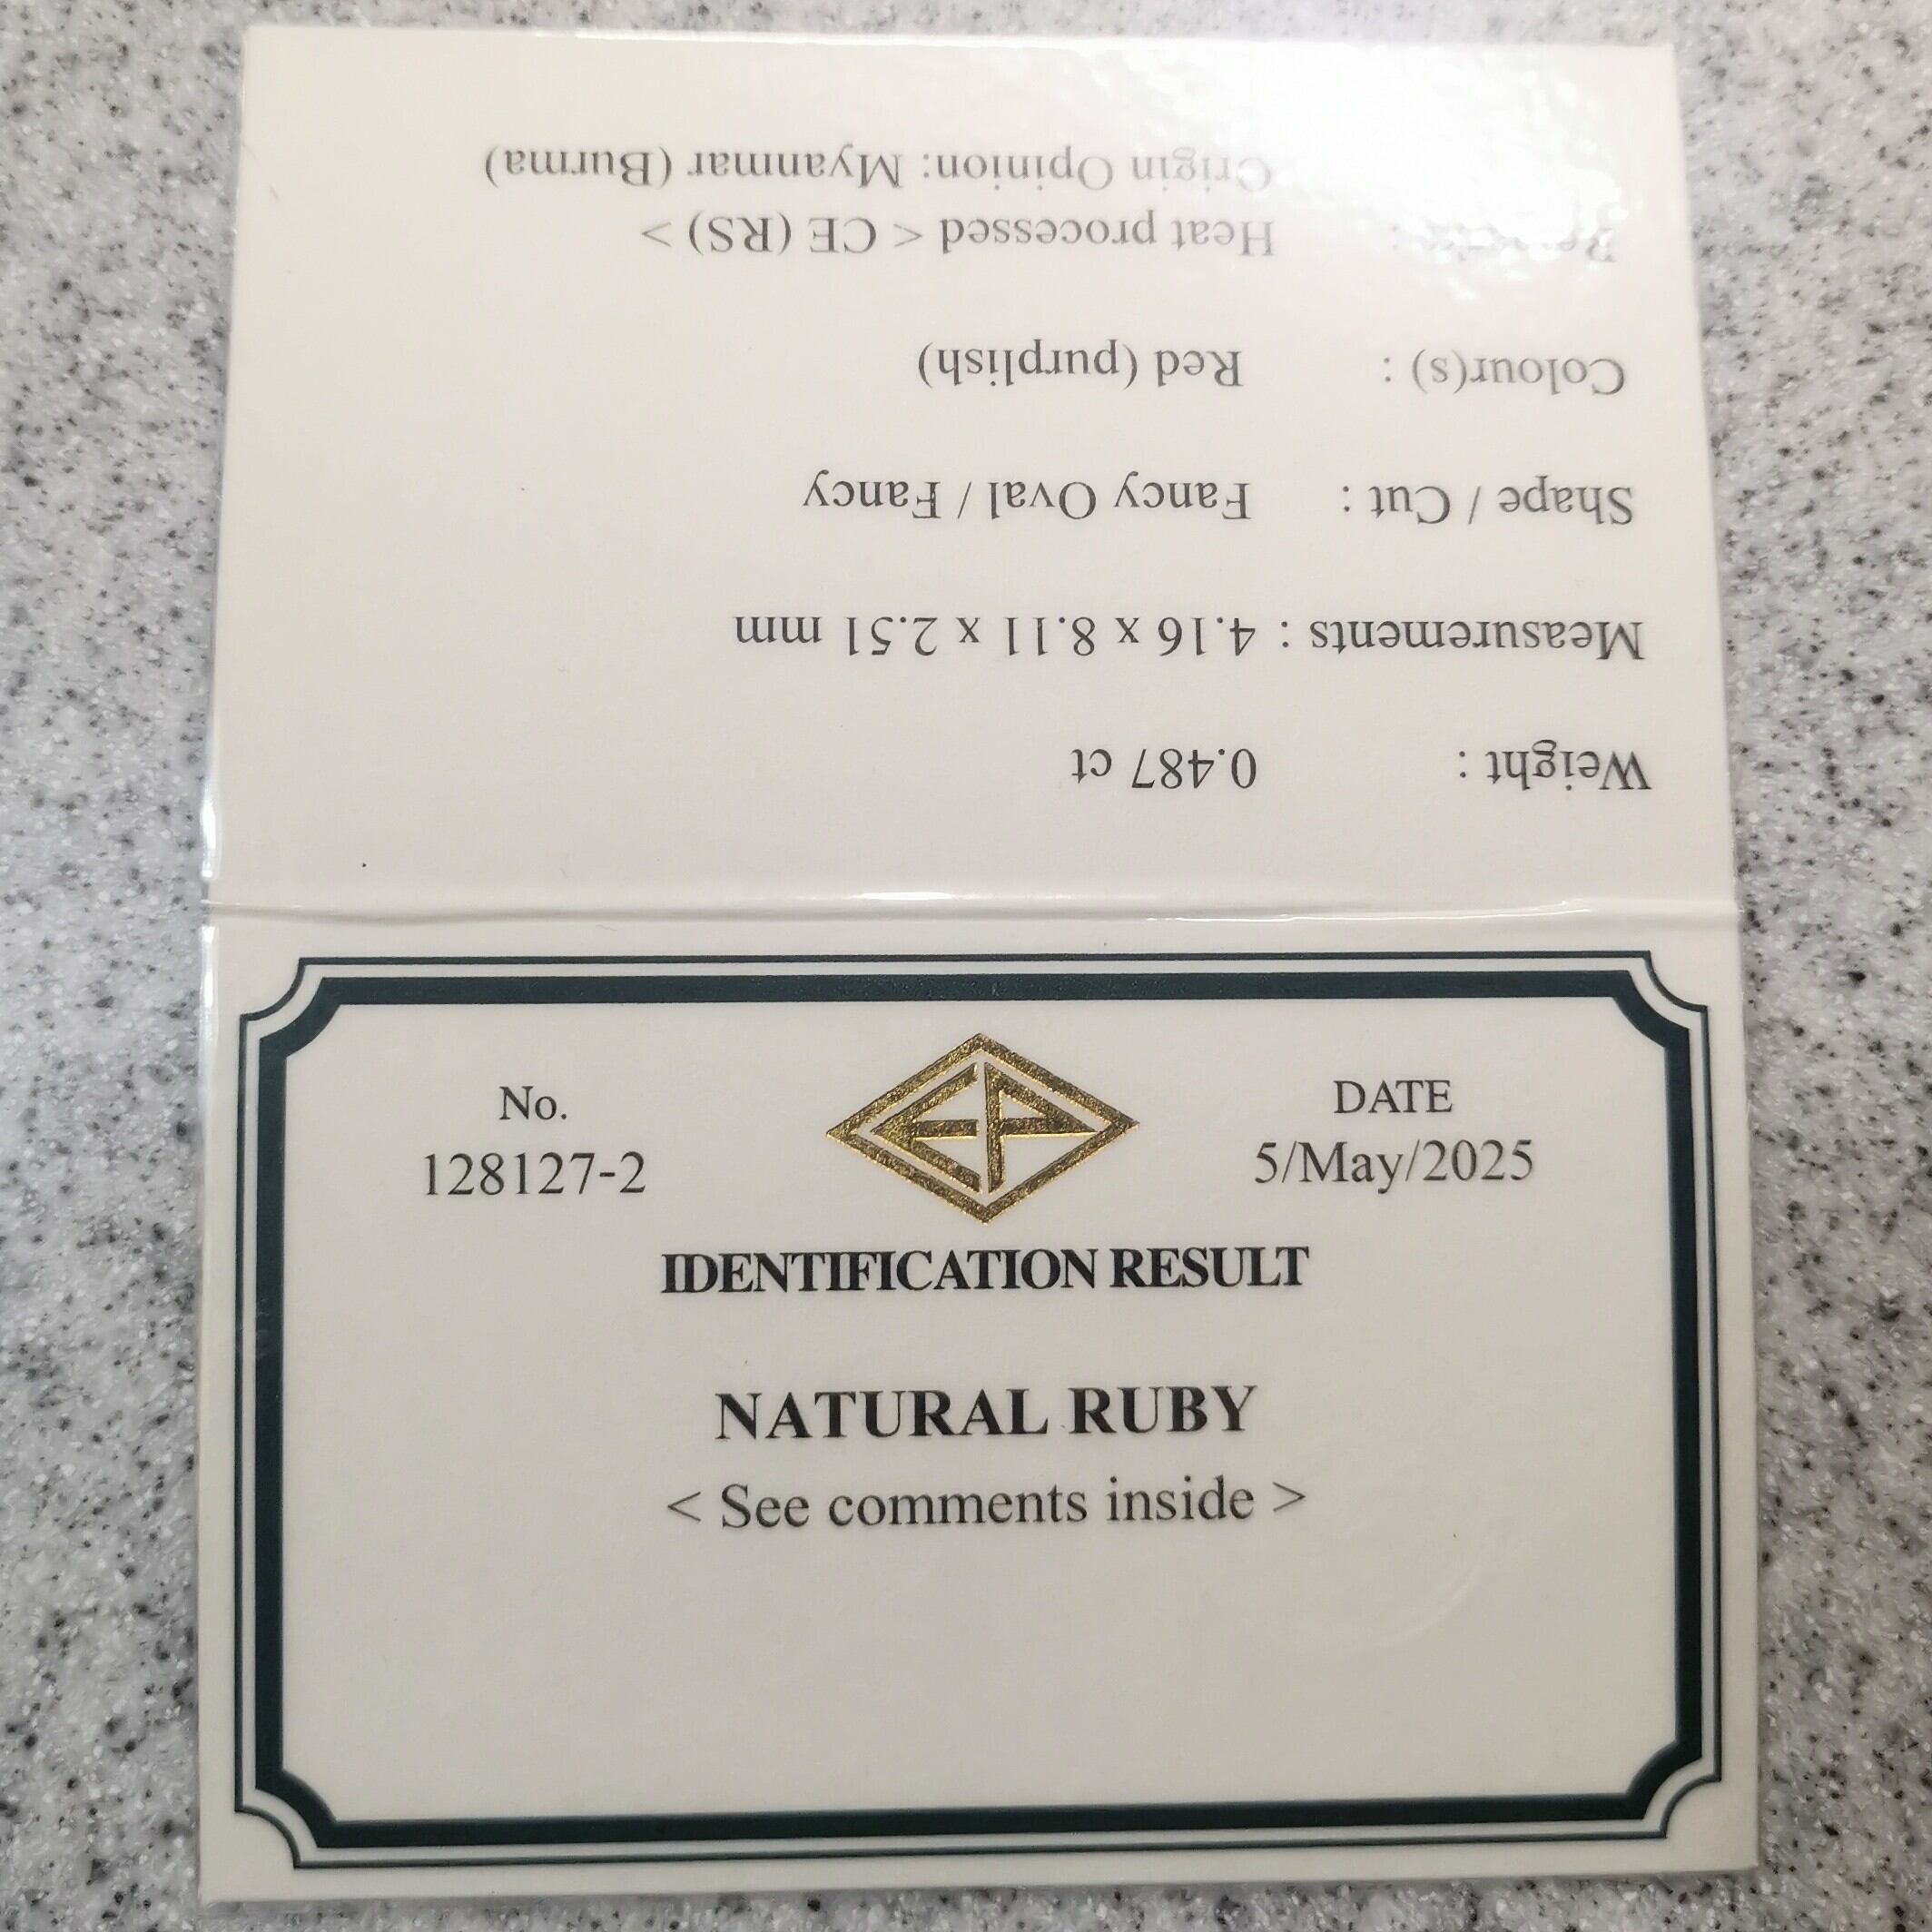 No.
128127-2
EP
DATE
5/May/2025
IDENTIFICATION RESULT
NATURAL RUBY
< See comments inside >
Weight : 0.487 ct
Measurements : 4.16 x 8.11 x 2.51 mm
Shape / Cut : Fancy Oval / Fancy
Colour(s) : Red (purplish)
Heat processed < CE (RS) >
Origin Opinion: Myanmar (Burma)